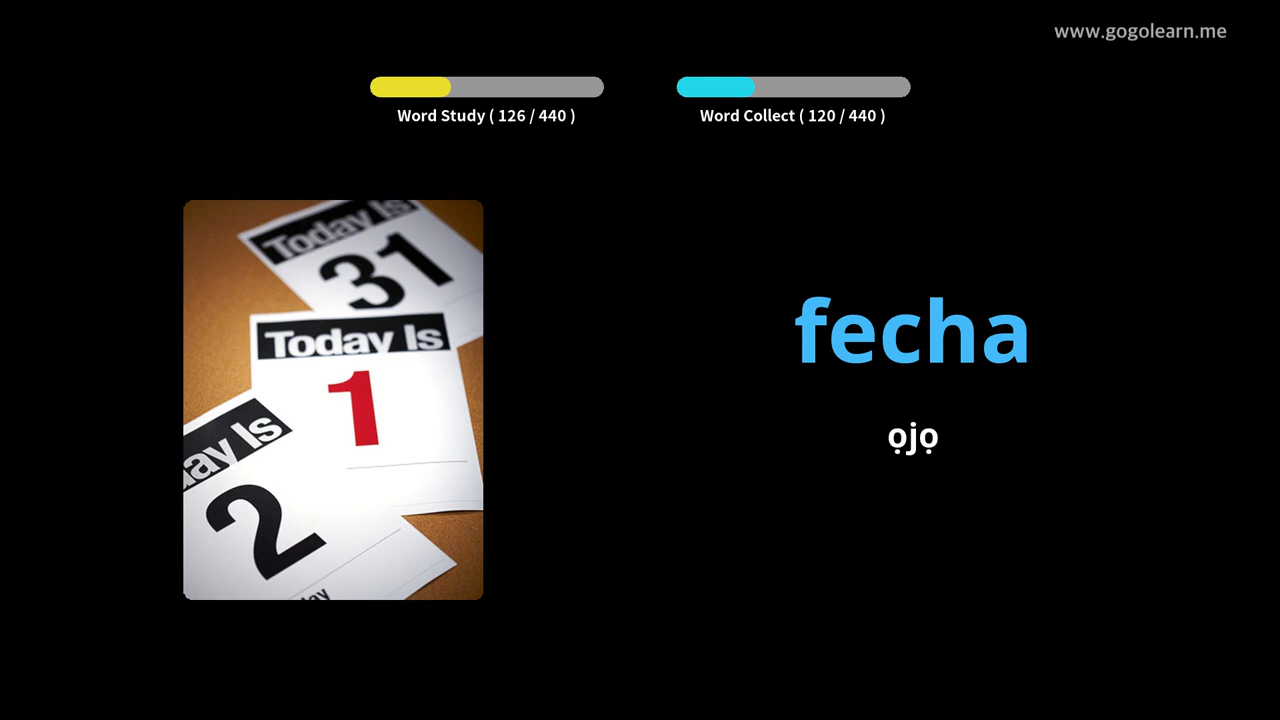 www.gogolearn.me
Word Study ( 126 / 440 )
Word Collect ( 120 / 440 )
Today Is
31
Today Is
1
ay Is
2
day
fecha
ọjọ